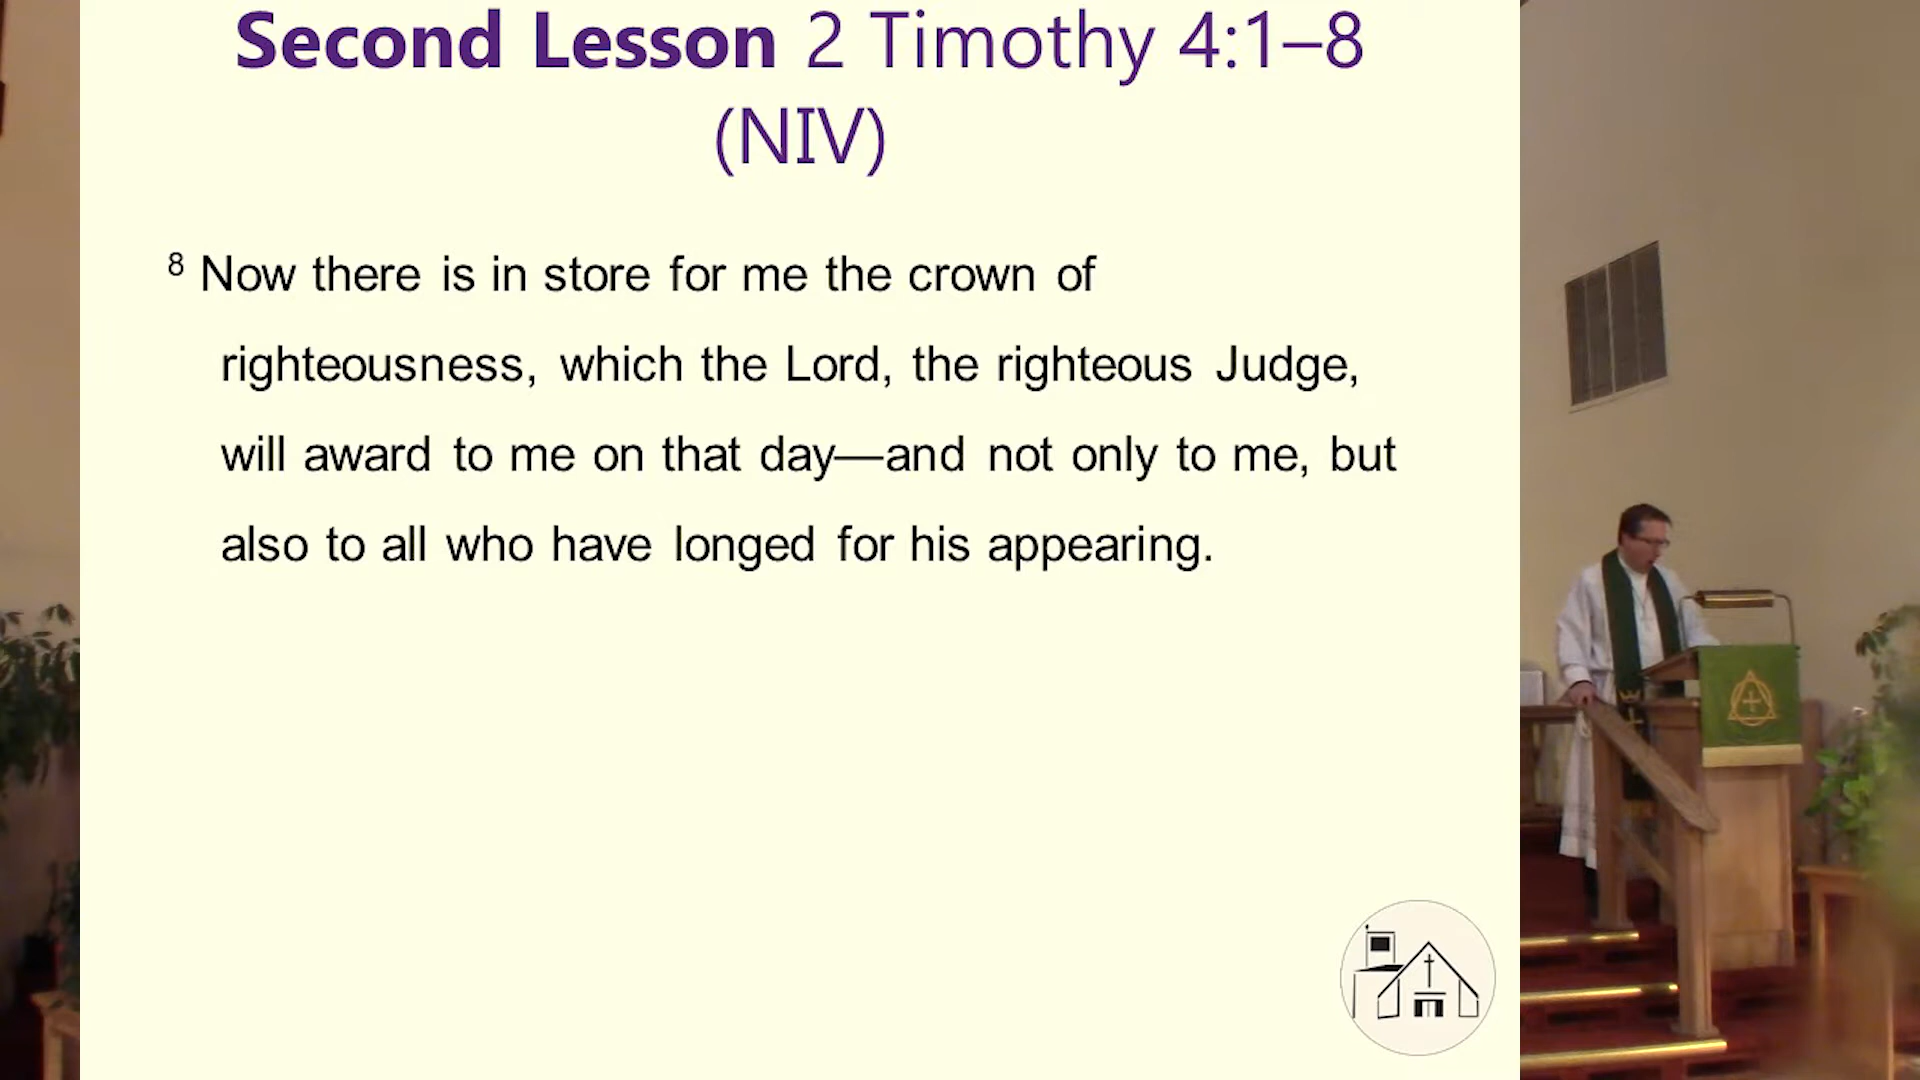 Second Lesson 2 Timothy 4:1–8
(NIV)
8 Now there is in store for me the crown of
righteousness, which the Lord, the righteous Judge,
will award to me on that day—and not only to me, but
also to all who have longed for his appearing.